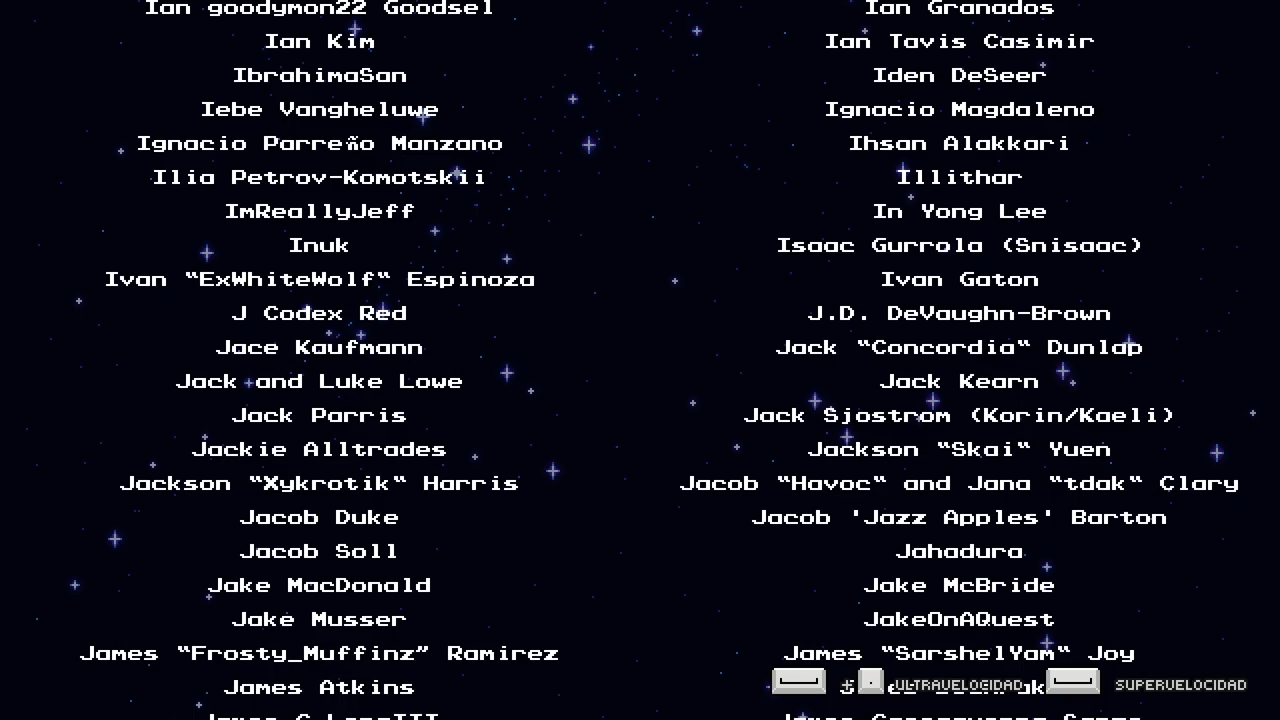 Ian goodymon22 Goodsel
Ian Granados
Ian Kim
Ian Tavis Casimir
IbrahimaSan
Iden DeSeer
Iebe Vangheluwe
Ignacio Magdaleno
Ignacio Parreño Manzano
Ihsan Alakkari
Ilia Petrov-Komotskii
Illithar
ImReallyJeff
In Yong Lee
Inuk
Isaac Gurrola (Snisaac)
Ivan "ExWhiteWolf" Espinoza
Ivan Gaton
J Codex Red
J.D. DeVaughn-Brown
Jace Kaufmann
Jack "Concordia" Dunlap
Jack and Luke Lowe
Jack Kearn
Jack Parris
Jack Sjostrom (Korin/Kaeli)
Jackie Alltrades
Jackson "Skai" Yuen
Jackson "Xykrotik" Harris
Jacob "Havoc" and Jana "tdak" Clary
Jacob Duke
Jacob 'Jazz Apples' Barton
Jacob Soll
Jahadura
Jake MacDonald
Jake McBride
Jake Musser
JakeOnAQuest
James "Frosty_Muffinz" Ramirez
James "SarshelYam" Joy
James Atkins
+ . ULTRAVELOCIDAD SUPERVELOCIDAD